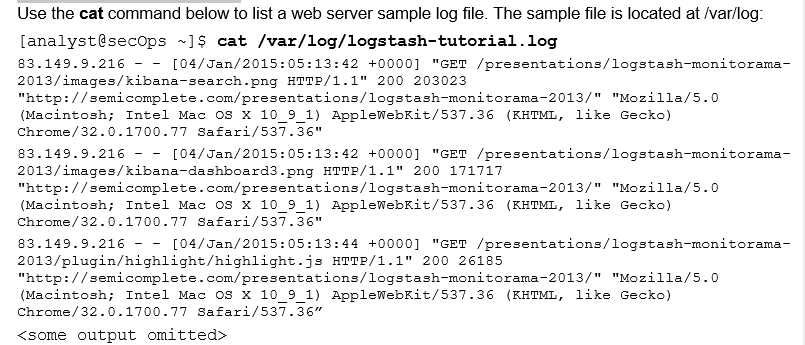 Use the cat command below to list a web server sample log file. The sample file is located at /var/log:
[analyst@secOps ~]$ cat /var/log/logstash-tutorial.log
83.149.9.216 - - [04/Jan/2015:05:13:42 +0000] "GET /presentations/logstash-monitorama-
2013/images/kibana-search.png HTTP/1.1" 200 203023
"http://semicomplete.com/presentations/logstash-monitorama-2013/" "Mozilla/5.0
(Macintosh; Intel Mac OS X 10_9_1) AppleWebKit/537.36 (KHTML, like Gecko)
Chrome/32.0.1700.77 Safari/537.36"
83.149.9.216 - - [04/Jan/2015:05:13:42 +0000] "GET /presentations/logstash-monitorama-
2013/images/kibana-dashboard3.png HTTP/1.1" 200 171717
"http://semicomplete.com/presentations/logstash-monitorama-2013/" "Mozilla/5.0
(Macintosh; Intel Mac OS X 10_9_1) AppleWebKit/537.36 (KHTML, like Gecko)
Chrome/32.0.1700.77 Safari/537.36"
83.149.9.216 - - [04/Jan/2015:05:13:44 +0000] "GET /presentations/logstash-monitorama-
2013/plugin/highlight/highlight.js HTTP/1.1" 200 26185
"http://semicomplete.com/presentations/logstash-monitorama-2013/" "Mozilla/5.0
(Macintosh; Intel Mac OS X 10_9_1) AppleWebKit/537.36 (KHTML, like Gecko)
Chrome/32.0.1700.77 Safari/537.36”
<some output omitted>